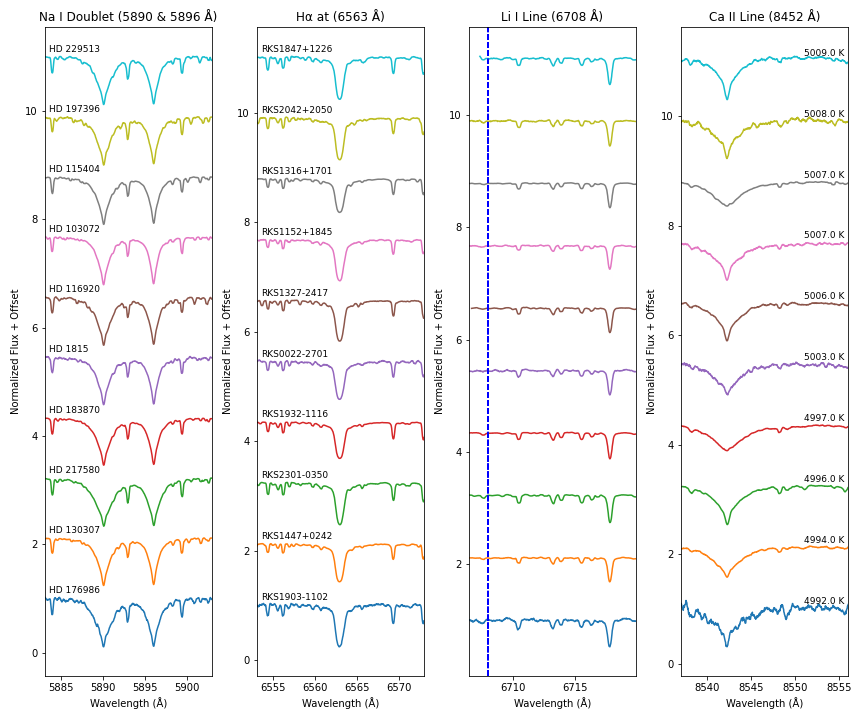 Na I Doublet (5890 & 5896 Å)
Hα at (6563 Å)
Li I Line (6708 Å)
Ca II Line (8452 Å)
HD 229513
HD 197396
HD 115404
HD 103072
HD 116920
HD 1815
HD 183870
HD 217580
HD 130307
HD 176986
RKS1847+1226
RKS2042+2050
RKS1316+1701
RKS1152+1845
RKS1327-2417
RKS0022-2701
RKS1932-1116
RKS2301-0350
RKS1447+0242
RKS1903-1102
5009.0 K
5008.0 K
5007.0 K
5007.0 K
5006.0 K
5003.0 K
4997.0 K
4996.0 K
4994.0 K
4992.0 K
Normalized Flux + Offset
Normalized Flux + Offset
Normalized Flux + Offset
Normalized Flux + Offset
10
8
6
4
2
0
10
8
6
4
2
0
10
8
6
4
2
10
8
6
4
2
0
5885 5890 5895 5900
6555 6560 6565 6570
6710 6715
8540 8545 8550 8555
Wavelength (Å)
Wavelength (Å)
Wavelength (Å)
Wavelength (Å)